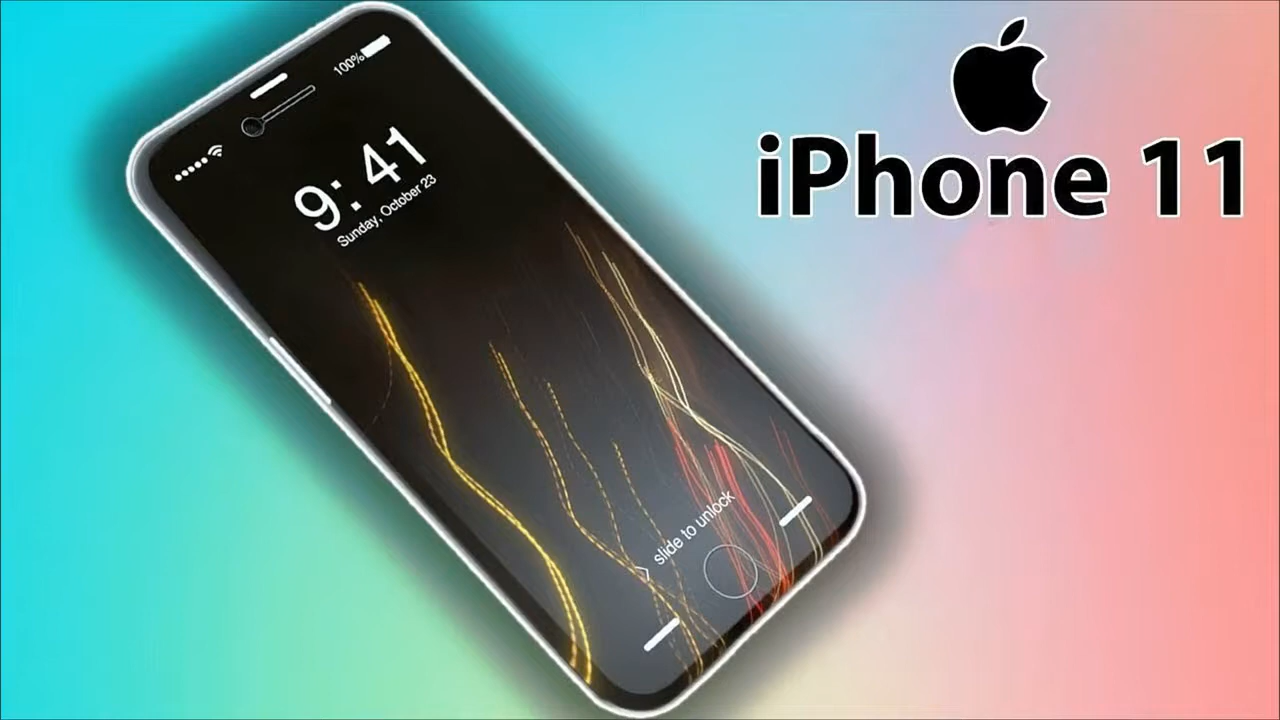 iPhone 11
100%
9: 41
Sunday, October 23
slide to unlock